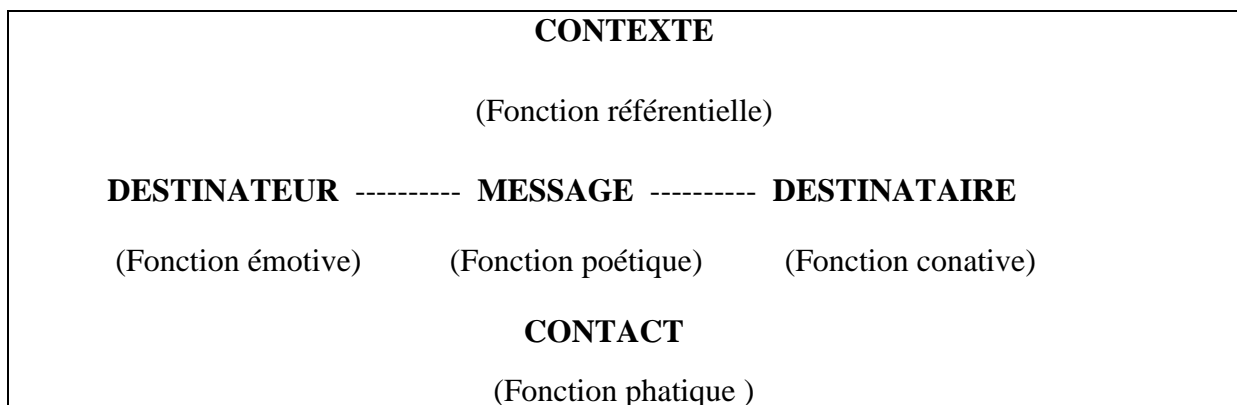 CONTEXTE
(Fonction référentielle)
DESTINATEUR ---------- MESSAGE ---------- DESTINATAIRE
(Fonction émotive) (Fonction poétique) (Fonction conative)
CONTACT
(Fonction phatique )